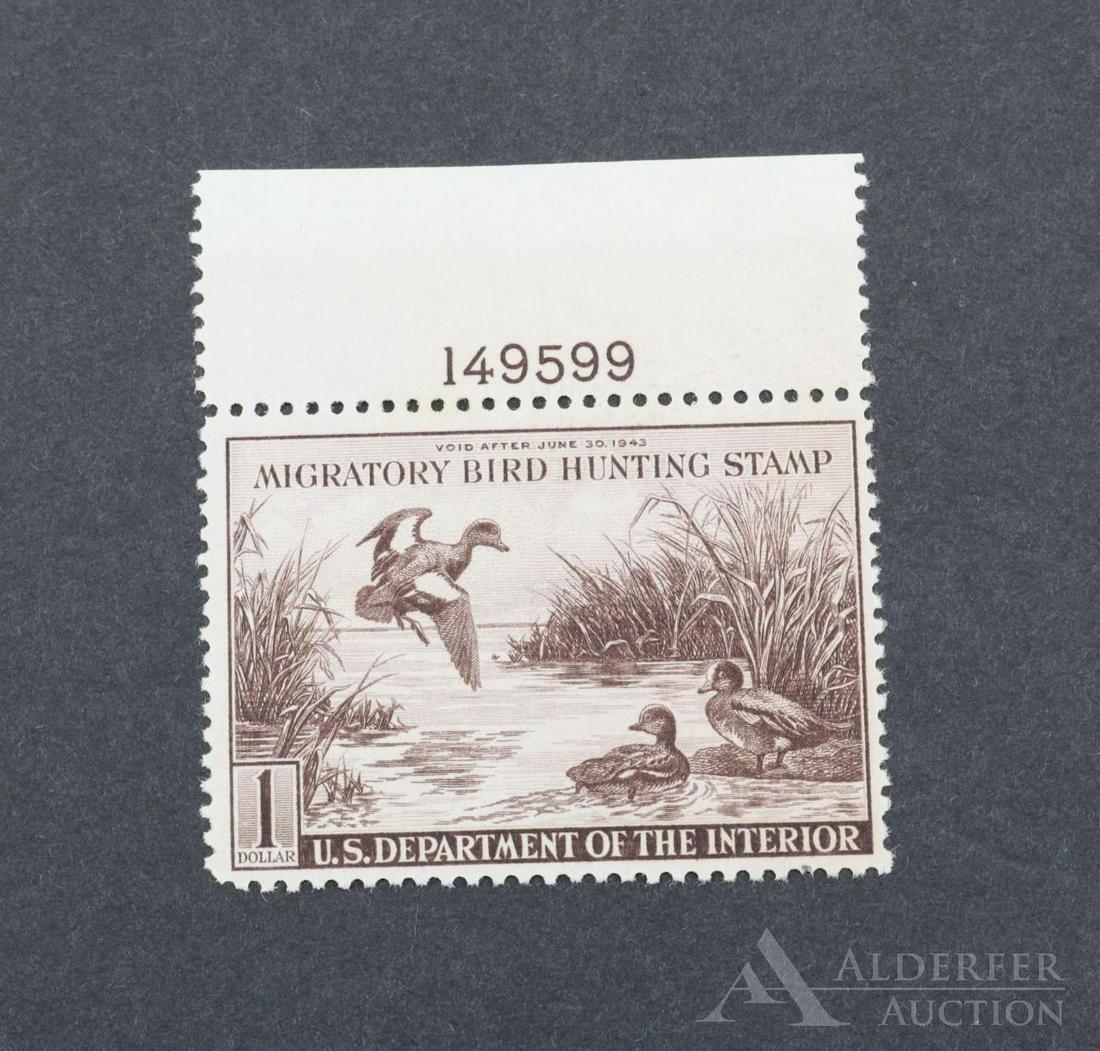 149599
VOID AFTER JUNE 30, 1943
MIGRATORY BIRD HUNTING STAMP
1
DOLLAR
U.S. DEPARTMENT OF THE INTERIOR
ALDERFER
AUCTION